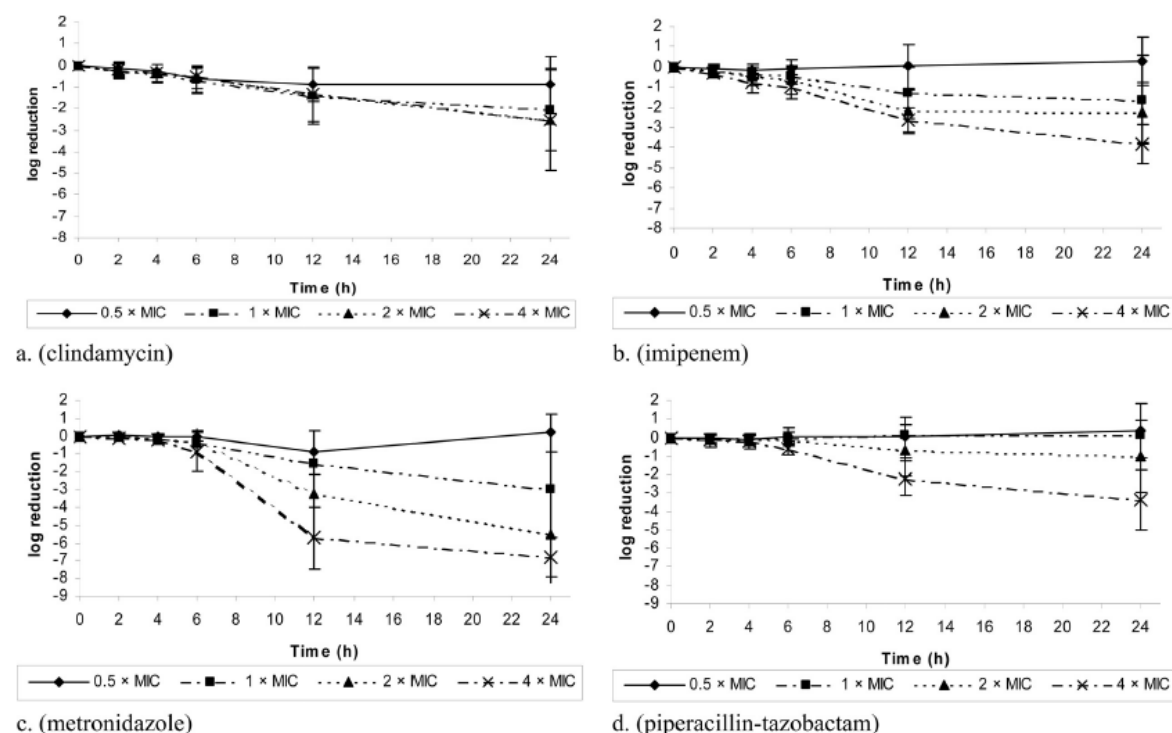 2
1
0
-1
-2
-3
-4
-5
-6
-7
-8
log reduction
0 2 4 6 8 10 12 14 16 18 20 22 24
Time (h)
0.5 × MIC 1 × MIC 2 × MIC 4 × MIC
a. (clindamycin)
2
1
0
-1
-2
-3
-4
-5
-6
-7
-8
log reduction
0 2 4 6 8 10 12 14 16 18 20 22 24
Time (h)
0.5 × MIC 1 × MIC 2 × MIC 4 × MIC
b. (imipenem)
2
1
0
-1
-2
-3
-4
-5
-6
-7
-8
-9
log reduction
0 2 4 6 8 10 12 14 16 18 20 22 24
Time (h)
0.5 × MIC 1 × MIC 2 × MIC 4 × MIC
c. (metronidazole)
2
1
0
-1
-2
-3
-4
-5
-6
-7
-8
-9
log reduction
0 2 4 6 8 10 12 14 16 18 20 22 24
Time (h)
0.5 × MIC 1 × MIC 2 × MIC 4 × MIC
d. (piperacillin-tazobactam)